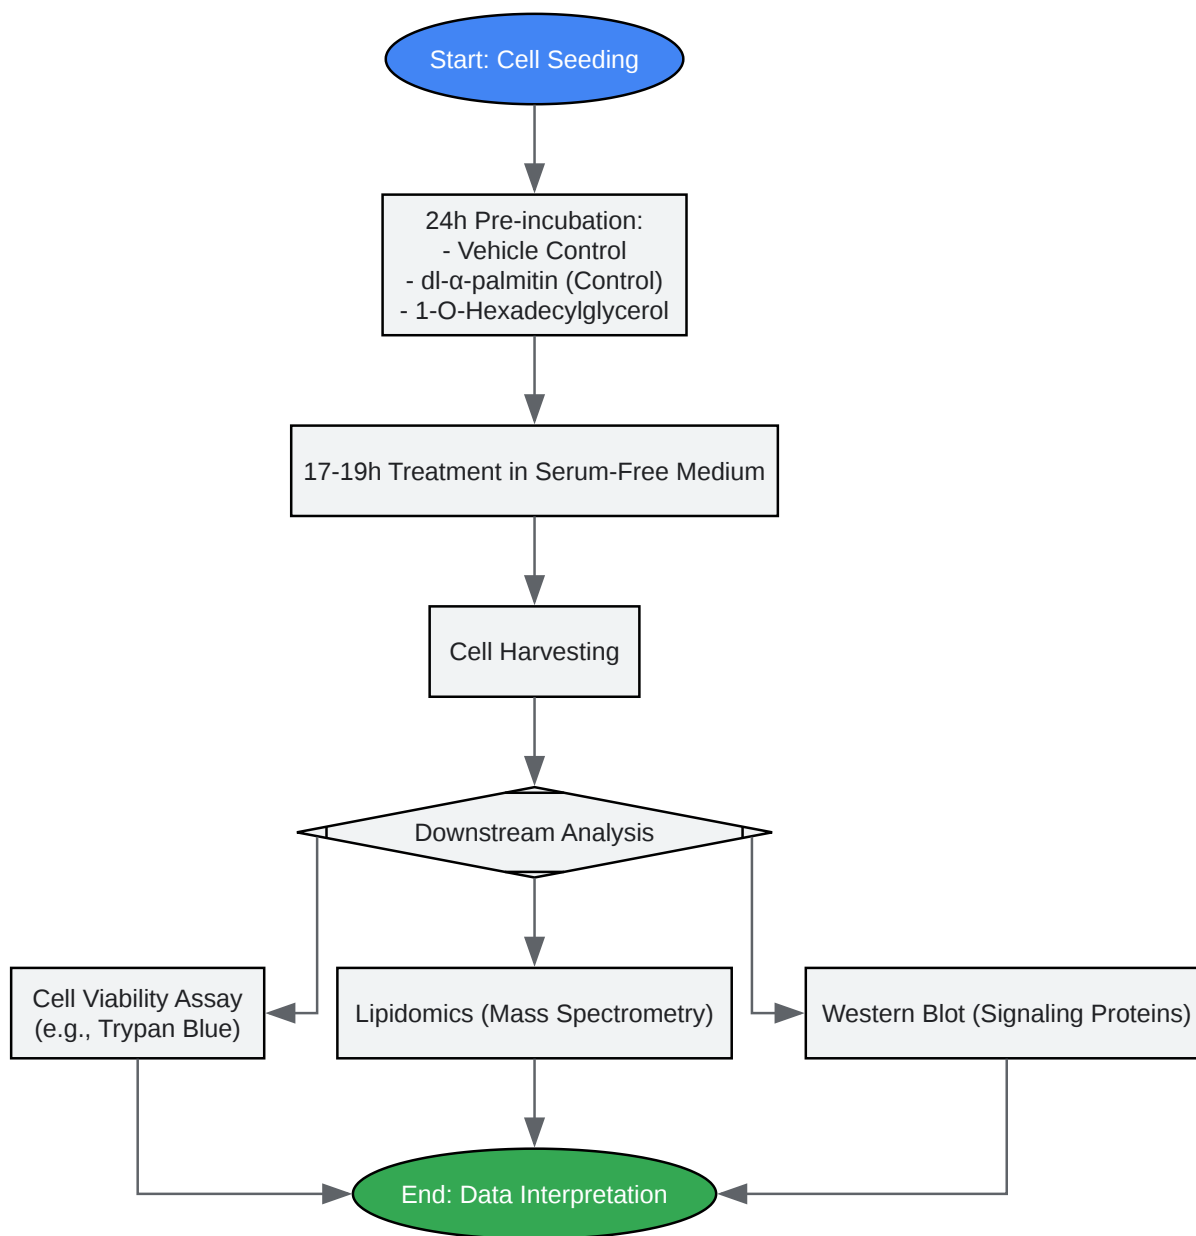 Start: Cell Seeding
24h Pre-incubation:
- Vehicle Control
- dl-α-palmitin (Control)
- 1-O-Hexadecylglycerol
17-19h Treatment in Serum-Free Medium
Cell Harvesting
Downstream Analysis
Cell Viability Assay
(e.g., Trypan Blue)
Lipidomics (Mass Spectrometry)
Western Blot (Signaling Proteins)
End: Data Interpretation